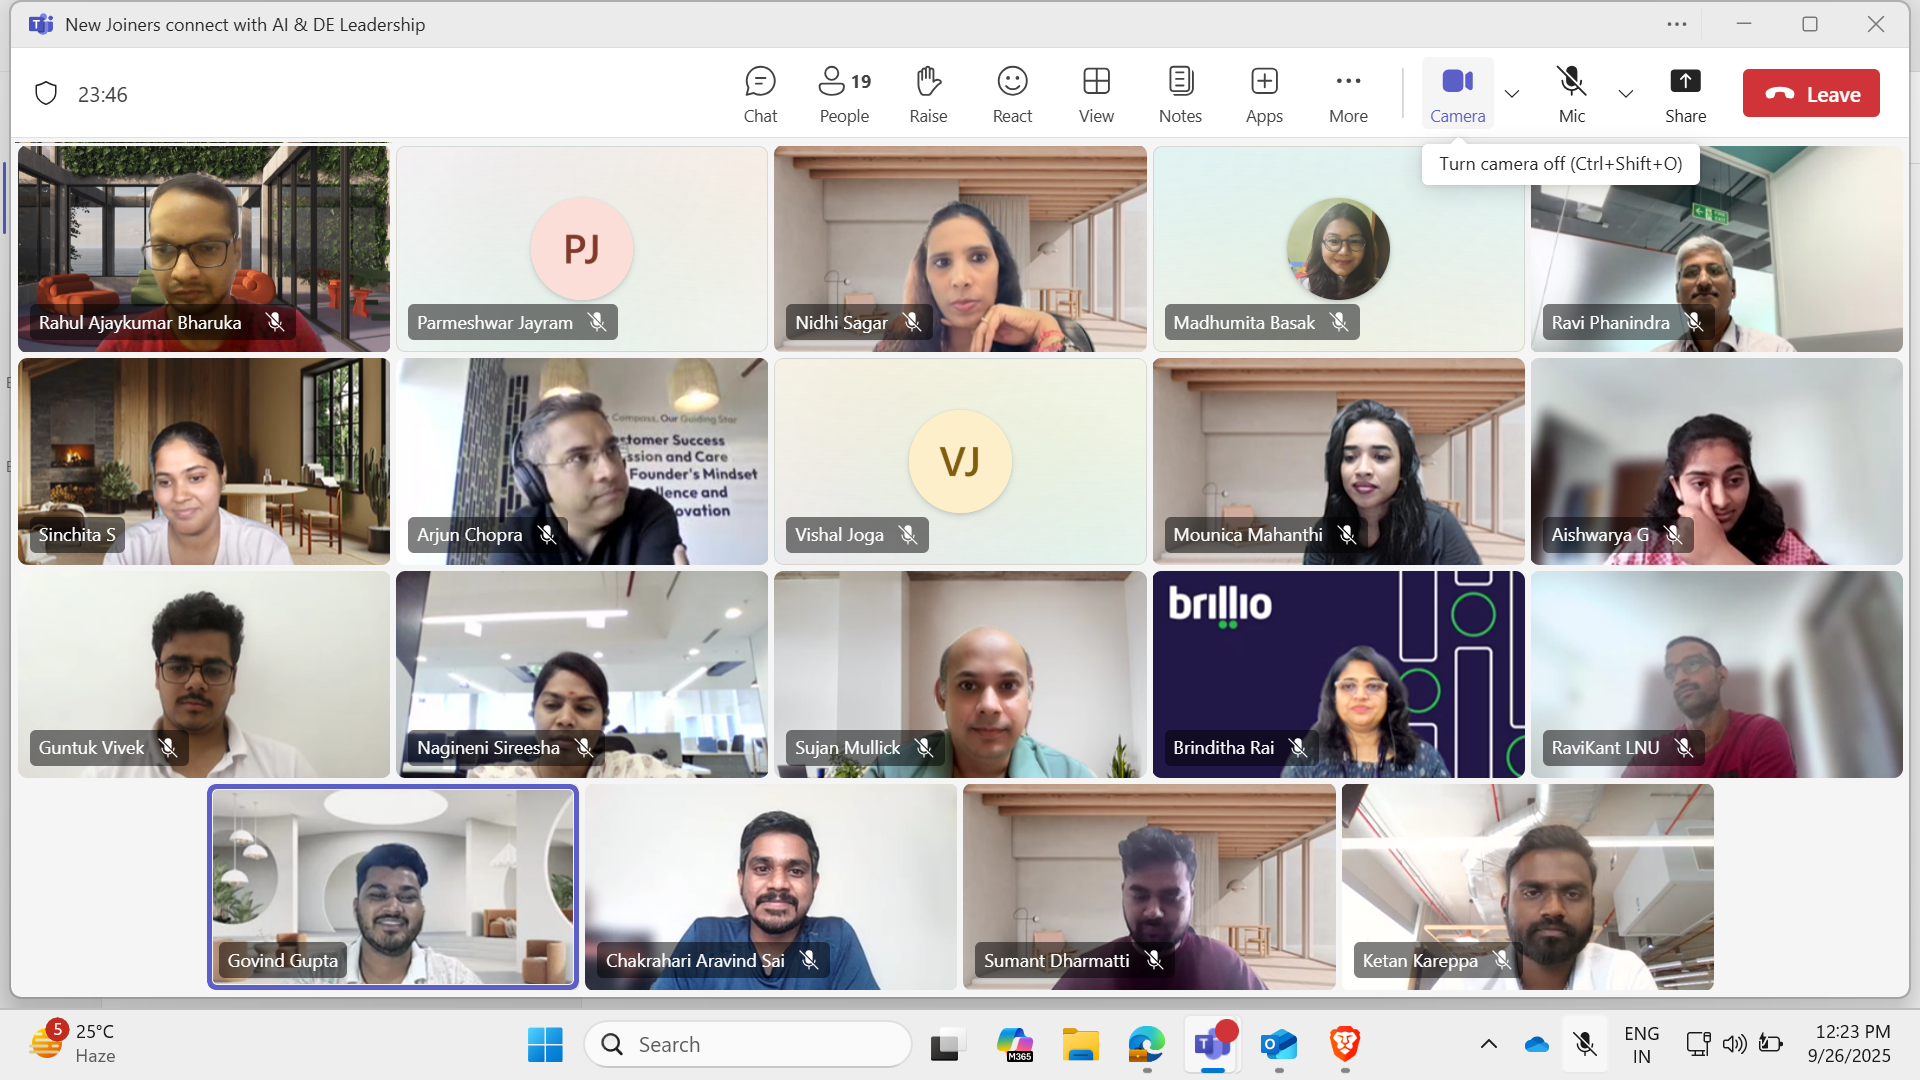 New Joiners connect with AI & DE Leadership
23:46
Chat
People 19
Raise
React
View
Notes
Apps
More
Camera
Mic
Share
Leave
Turn camera off (Ctrl+Shift+O)
Rahul Ajaykumar Bharuka
PJ
Parmeshwar Jayram
Nidhi Sagar
Madhumita Basak
Ravi Phanindra
Sinchita S
Compass, Our Guiding Star
stomer Success
ssion and Care
Founder's Mindset
llence and
ovation
Arjun Chopra
VJ
Vishal Joga
Mounica Mahanthi
Aishwarya G
Guntuk Vivek
Nagineni Sireesha
Sujan Mullick
brillio
Brinditha Rai
RaviKant LNU
Govind Gupta
Chakrahari Aravind Sai
Sumant Dharmatti
Ketan Kareppa
5
25°C
Haze
Search
M365
ENG
IN
12:23 PM
9/26/2025